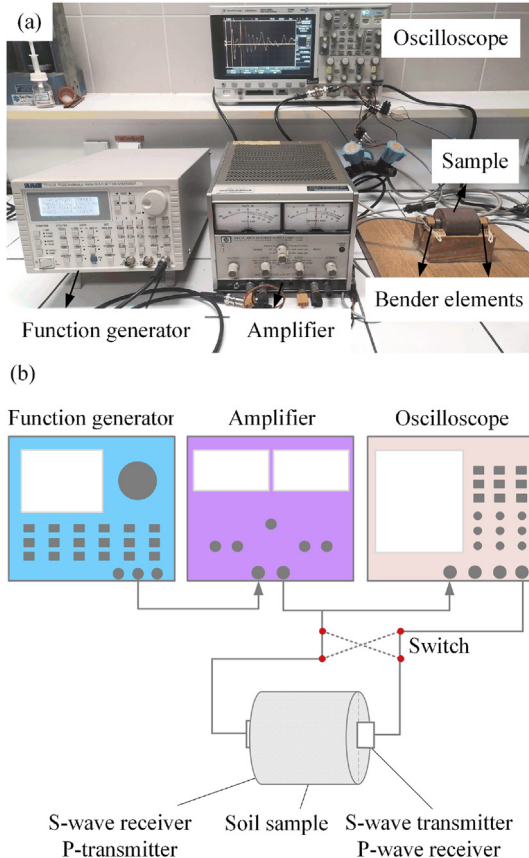 (a)
Oscilloscope
Sample
Function generator
Amplifier
Bender elements
(b)
Function generator
Amplifier
Oscilloscope
Switch
S-wave receiver
P-transmitter
Soil sample
S-wave transmitter
P-wave receiver